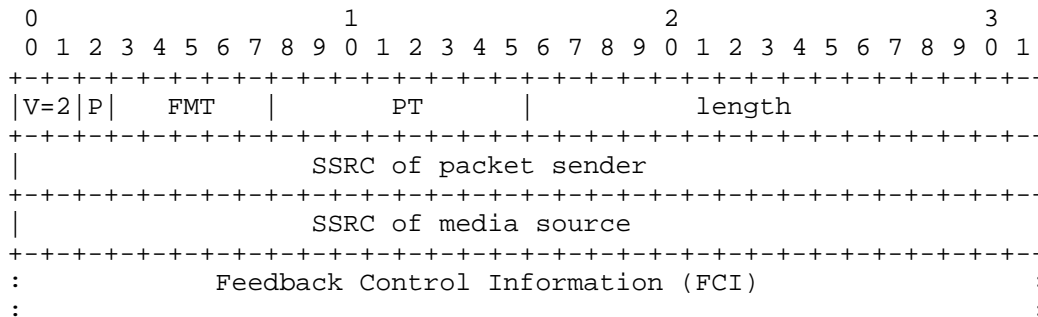 0                   1                   2                   3
 0 1 2 3 4 5 6 7 8 9 0 1 2 3 4 5 6 7 8 9 0 1 2 3 4 5 6 7 8 9 0 1
+-+-+-+-+-+-+-+-+-+-+-+-+-+-+-+-+-+-+-+-+-+-+-+-+-+-+-+-+-+-+-+--
|V=2|P|   FMT   |       PT      |          length
+-+-+-+-+-+-+-+-+-+-+-+-+-+-+-+-+-+-+-+-+-+-+-+-+-+-+-+-+-+-+-+--
|                  SSRC of packet sender
+-+-+-+-+-+-+-+-+-+-+-+-+-+-+-+-+-+-+-+-+-+-+-+-+-+-+-+-+-+-+-+--
|                  SSRC of media source
+-+-+-+-+-+-+-+-+-+-+-+-+-+-+-+-+-+-+-+-+-+-+-+-+-+-+-+-+-+-+-+--
:            Feedback Control Information (FCI)                 :
:                                                               :